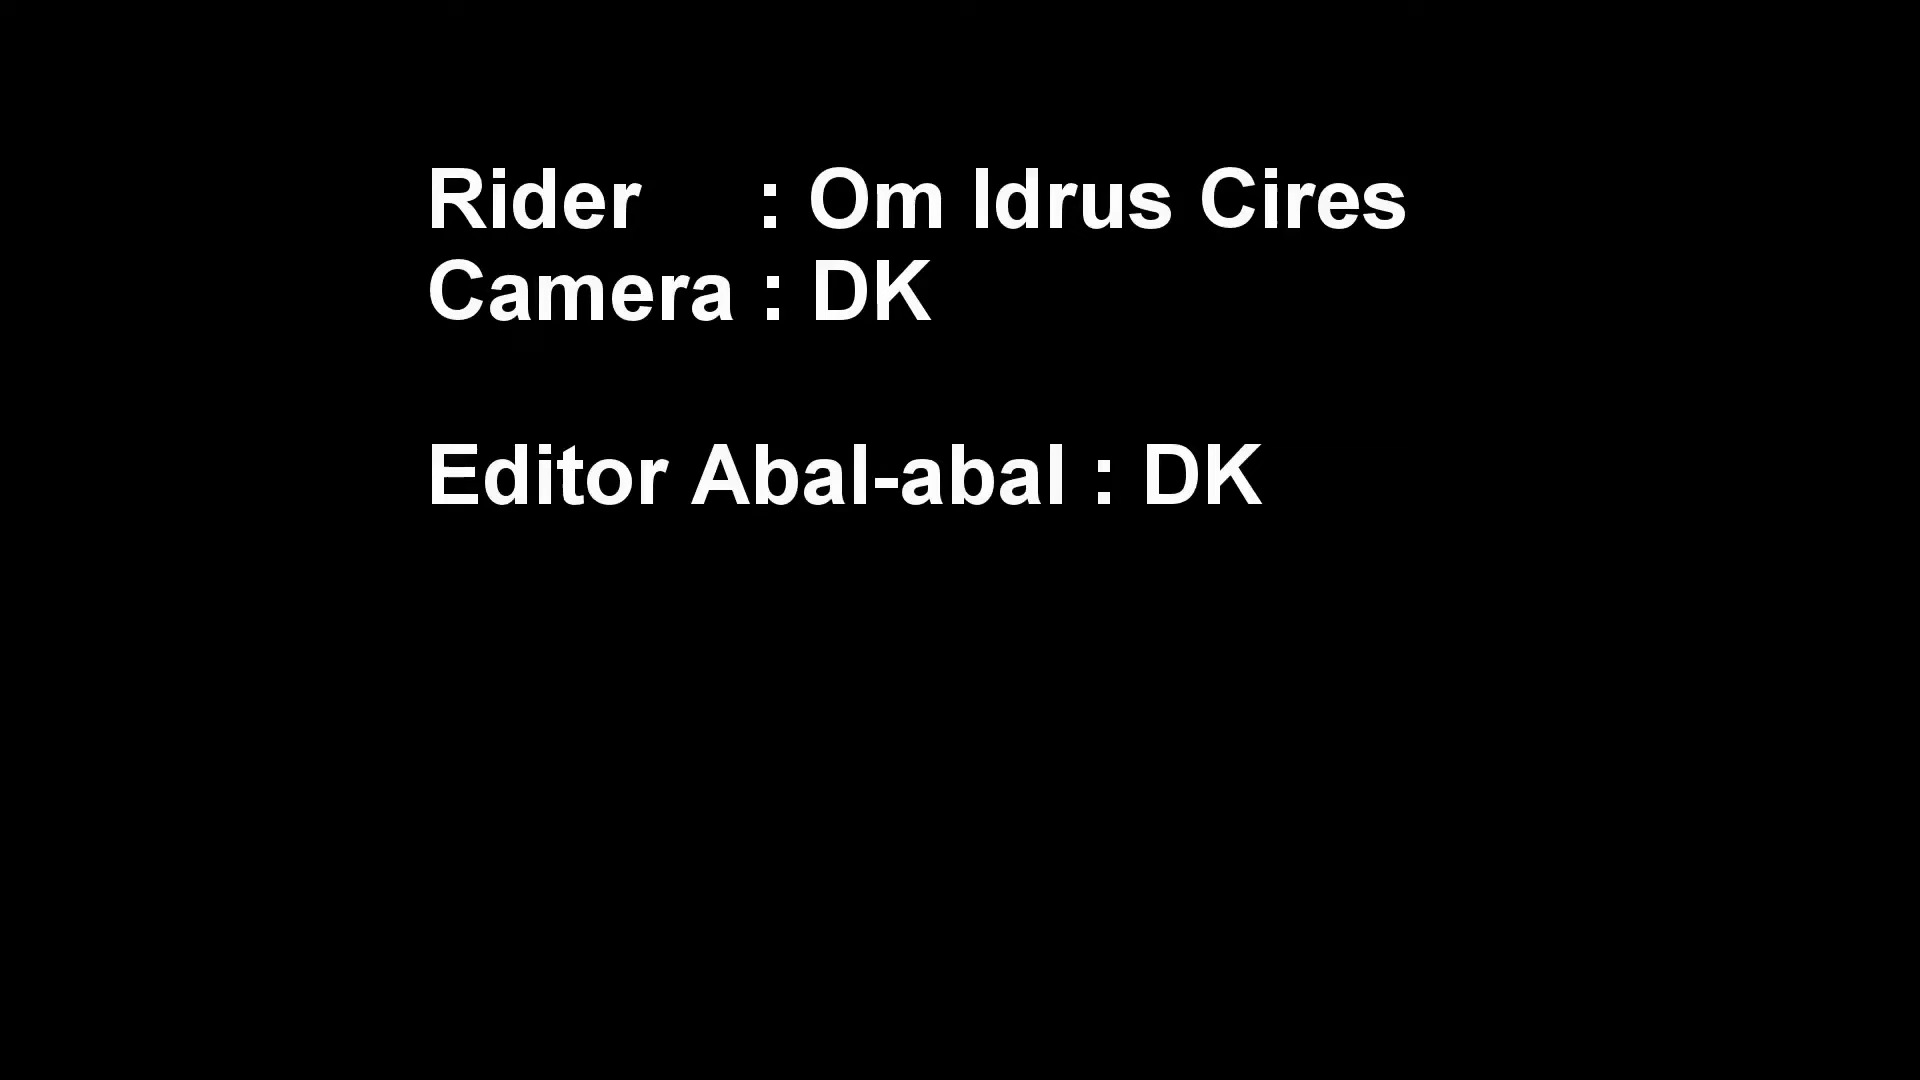 Rider : Om Idrus Cires
Camera : DK
Editor Abal-abal : DK